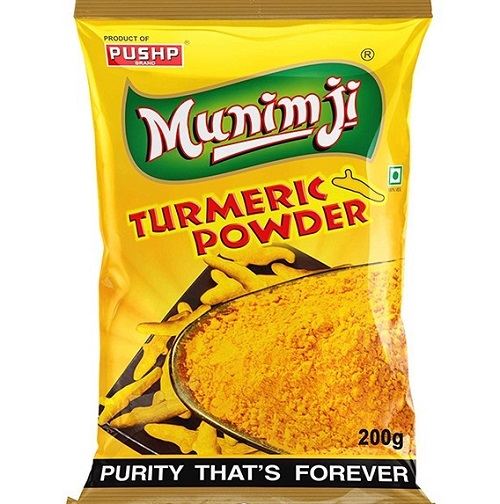 PRODUCT OF
PUSHP
BRAND
®
Munimji
TURMERIC
POWDER
200g
PURITY THAT'S FOREVER